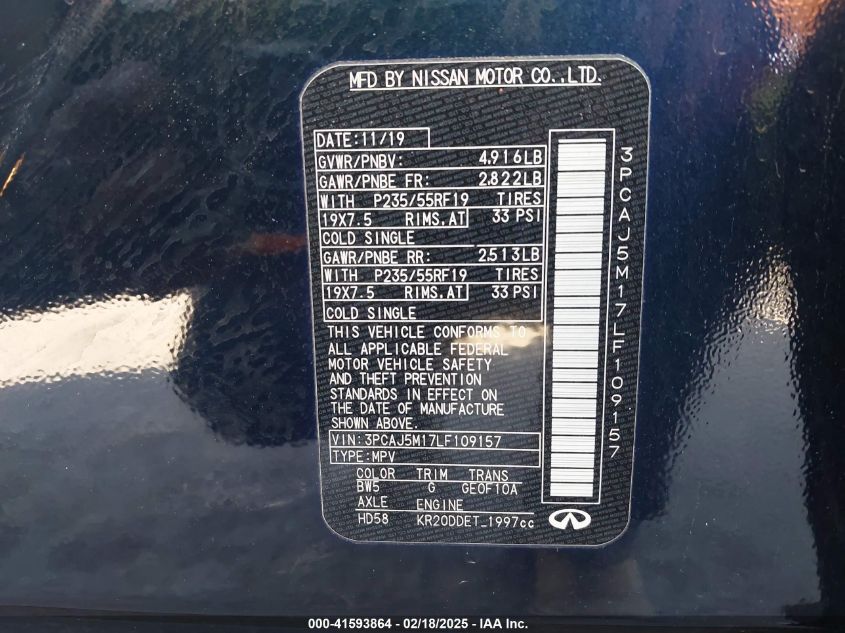 MFD BY NISSAN MOTOR CO.,LTD.
DATE:11/19
GVWR/PNBV: 4.916LB
GAWR/PNBE FR: 2.822LB
WITH P235/55RF19 TIRES
19X7.5 RIMS.AT 33 PSI
COLD SINGLE
GAWR/PNBE RR: 2.513LB
WITH P235/55RF19 TIRES
19X7.5 RIMS.AT 33 PSI
COLD SINGLE
THIS VEHICLE CONFORMS TO
ALL APPLICABLE FEDERAL
MOTOR VEHICLE SAFETY
AND THEFT PREVENTION
STANDARDS IN EFFECT ON
THE DATE OF MANUFACTURE
SHOWN ABOVE.
VIN:3PCAJ5M17LF109157
TYPE:MPV
COLOR TRIM TRANS
BW5 G GEOF10A
AXLE ENGINE
HD58 KR20DDET_1997cc
3PCAJ5M17LF109157
000-41593864 - 02/18/2025 - IAA Inc.